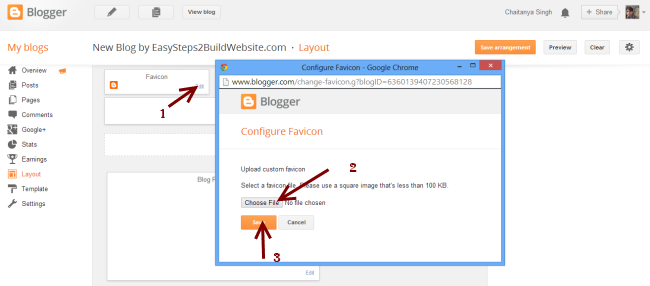 Blogger
View blog
Chaitanya Singh
Share
My blogs
New Blog by EasySteps2BuildWebsite.com · Layout
Save arrangement
Preview
Clear
Overview
Posts
Pages
Comments
Google+
Stats
Earnings
Layout
Template
Settings
Favicon
1
Configure Favicon - Google Chrome
www.blogger.com/change-favicon.g?blogID=6360139407230568128
Blogger
Configure Favicon
Upload custom favicon
2
Select a favicon file. Please use a square image that's less than 100 KB.
Choose File No file chosen
Cancel
3
Edit